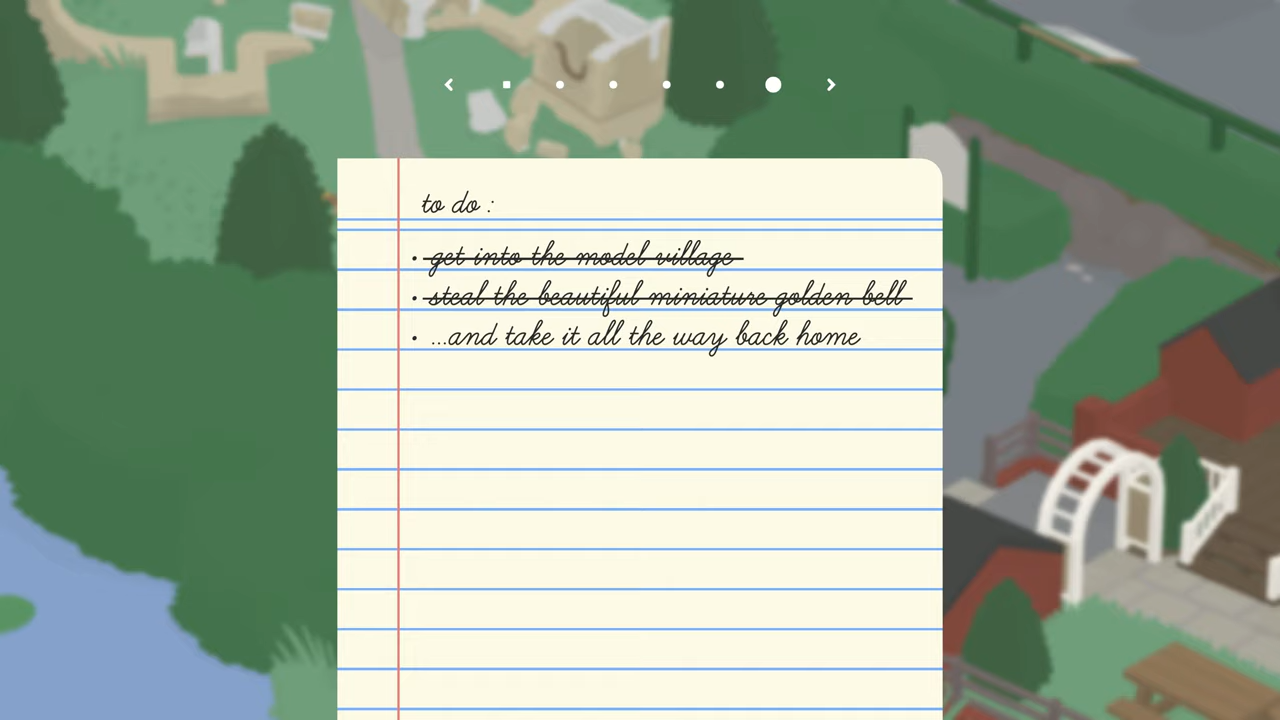 to do :
• get into the model village
• steal the beautiful miniature golden bell
• ...and take it all the way back home